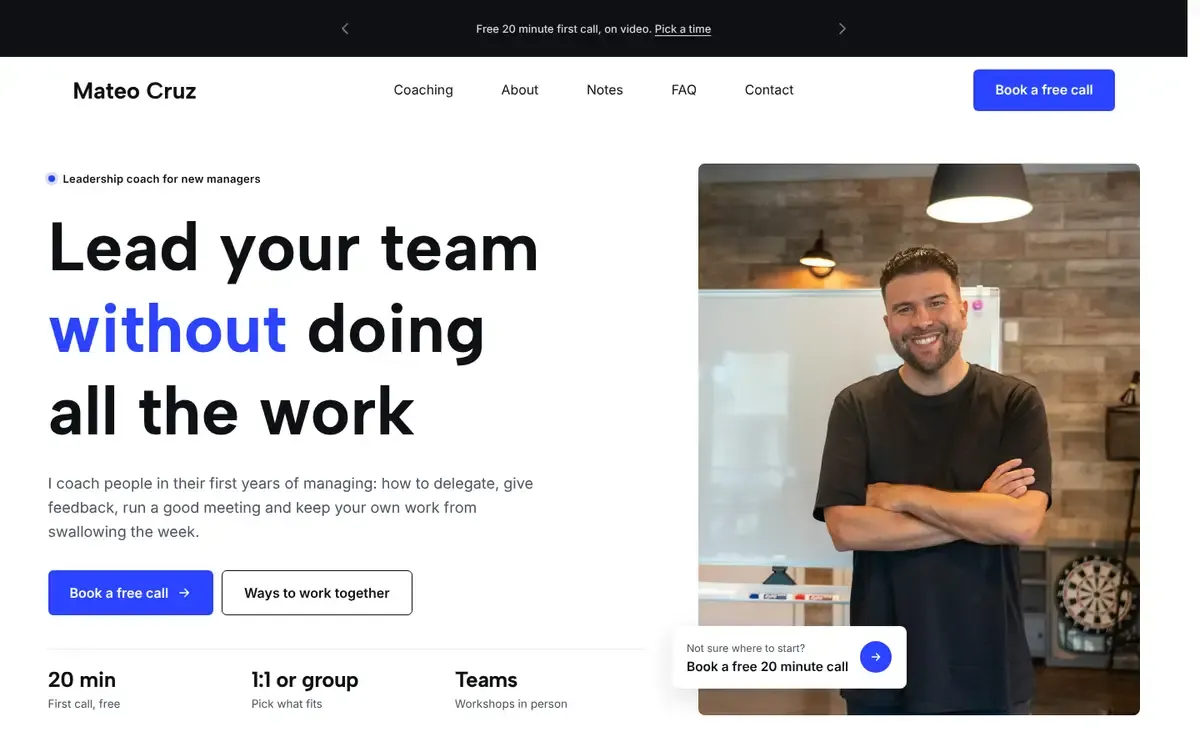 Free 20 minute first call, on video. Pick a time
Mateo Cruz
Coaching
About
Notes
FAQ
Contact
Book a free call
Leadership coach for new managers
Lead your team
without doing
all the work
I coach people in their first years of managing: how to delegate, give
feedback, run a good meeting and keep your own work from
swallowing the week.
Book a free call →
Ways to work together
20 min
First call, free
1:1 or group
Pick what fits
Teams
Workshops in person
Not sure where to start?
Book a free 20 minute call